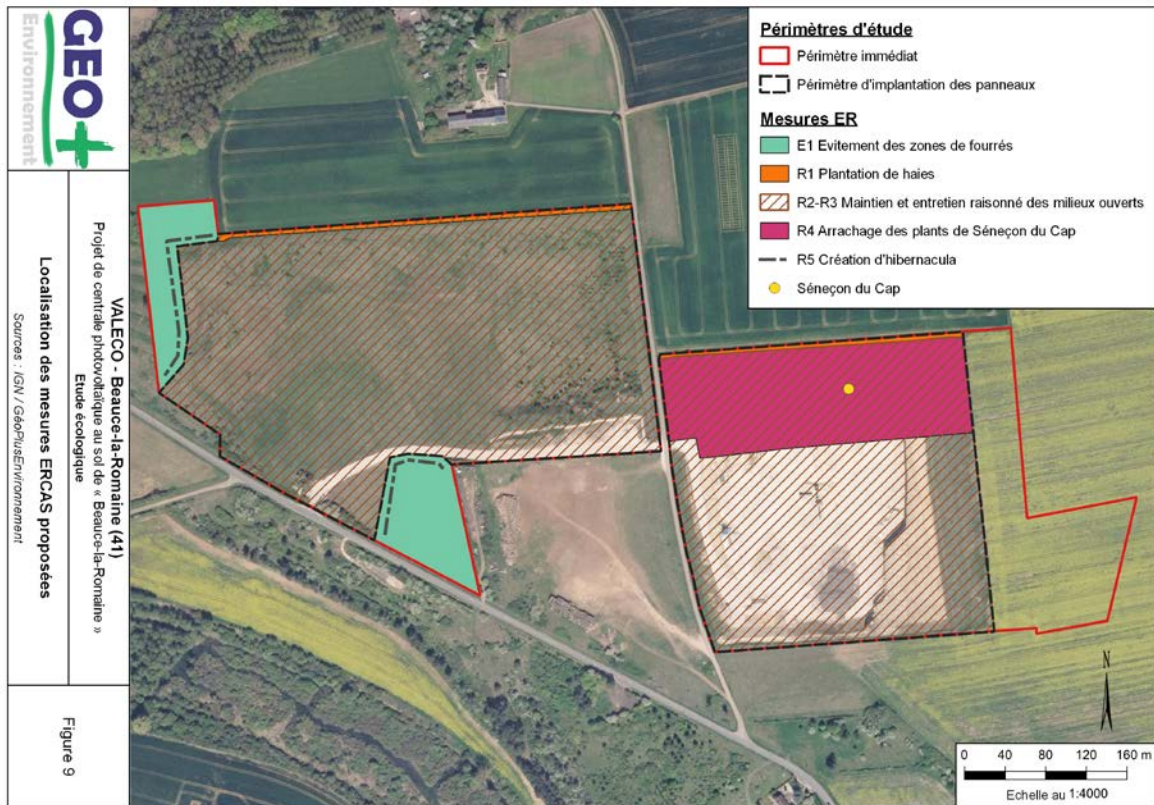 GEO+
Environnement
VALECO - Beauce-la-Romaine (41)
Projet de centrale photovoltaïque au sol de « Beauce-la-Romaine »
Etude écologique
Localisation des mesures ERCAS proposées
Sources : IGN / GéoPlusEnvironnement
Figure 9
Périmètres d'étude
Périmètre immédiat
Périmètre d'implantation des panneaux
Mesures ER
E1 Evitement des zones de fourrés
R1 Plantation de haies
R2-R3 Maintien et entretien raisonné des milieux ouverts
R4 Arrachage des plants de Séneçon du Cap
R5 Création d'hibernacula
Séneçon du Cap
N
0 40 80 120 160 m
Echelle au 1:4000